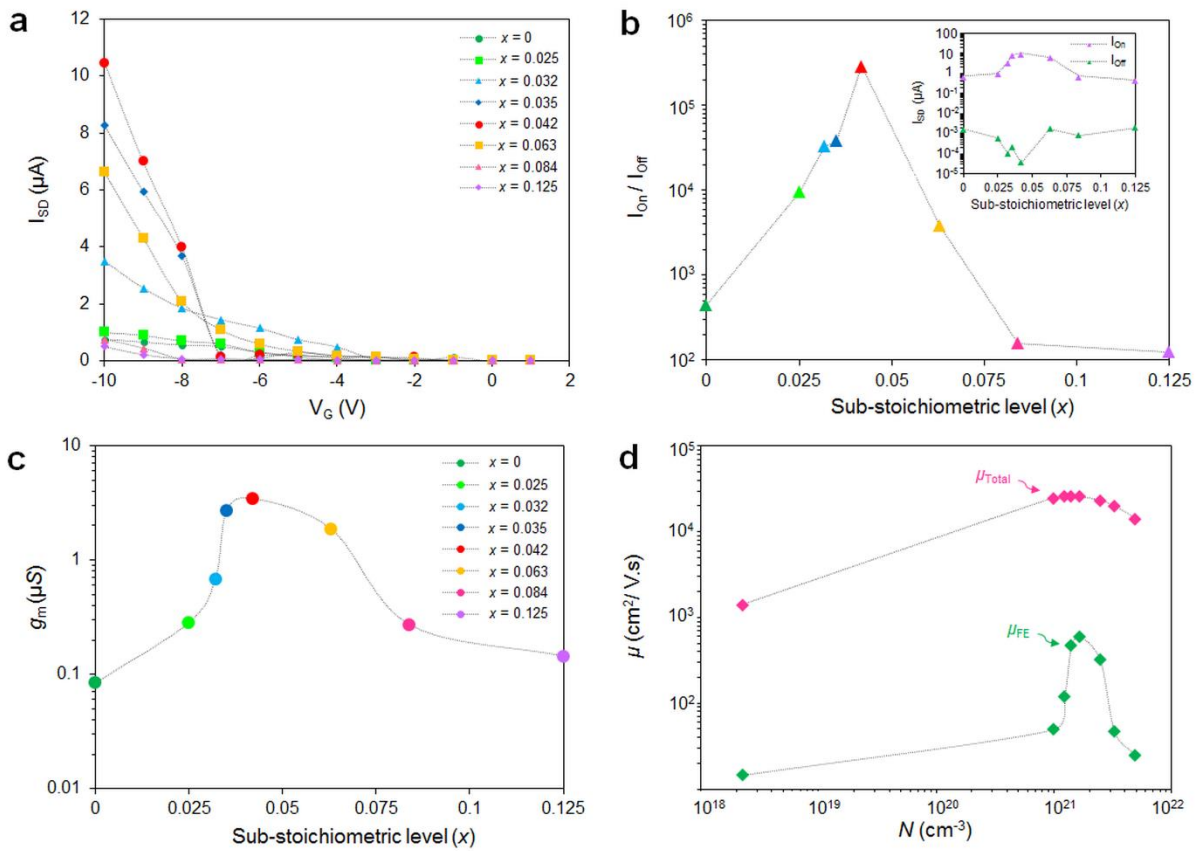 a
12
10
8
6
4
2
0
I_SD (µA)
-10 -8 -6 -4 -2 0 2
V_G (V)
x = 0
x = 0.025
x = 0.032
x = 0.035
x = 0.042
x = 0.063
x = 0.084
x = 0.125
b
10^6
10^5
10^4
10^3
10^2
I_On / I_Off
0 0.025 0.05 0.075 0.1 0.125
Sub-stoichiometric level (x)
100
10
1
10^-1
10^-2
10^-3
10^-4
10^-5
I_SD (µA)
I_On
I_Off
0 0.025 0.05 0.075 0.1 0.125
Sub-stoichiometric level (x)
c
10
1
0.1
0.01
g_m (µS)
0 0.025 0.05 0.075 0.1 0.125
Sub-stoichiometric level (x)
x = 0
x = 0.025
x = 0.032
x = 0.035
x = 0.042
x = 0.063
x = 0.084
x = 0.125
d
10^5
10^4
10^3
10^2
µ (cm^2/ V.s)
µ_Total
µ_FE
10^18 10^19 10^20 10^21 10^22
N (cm^-3)